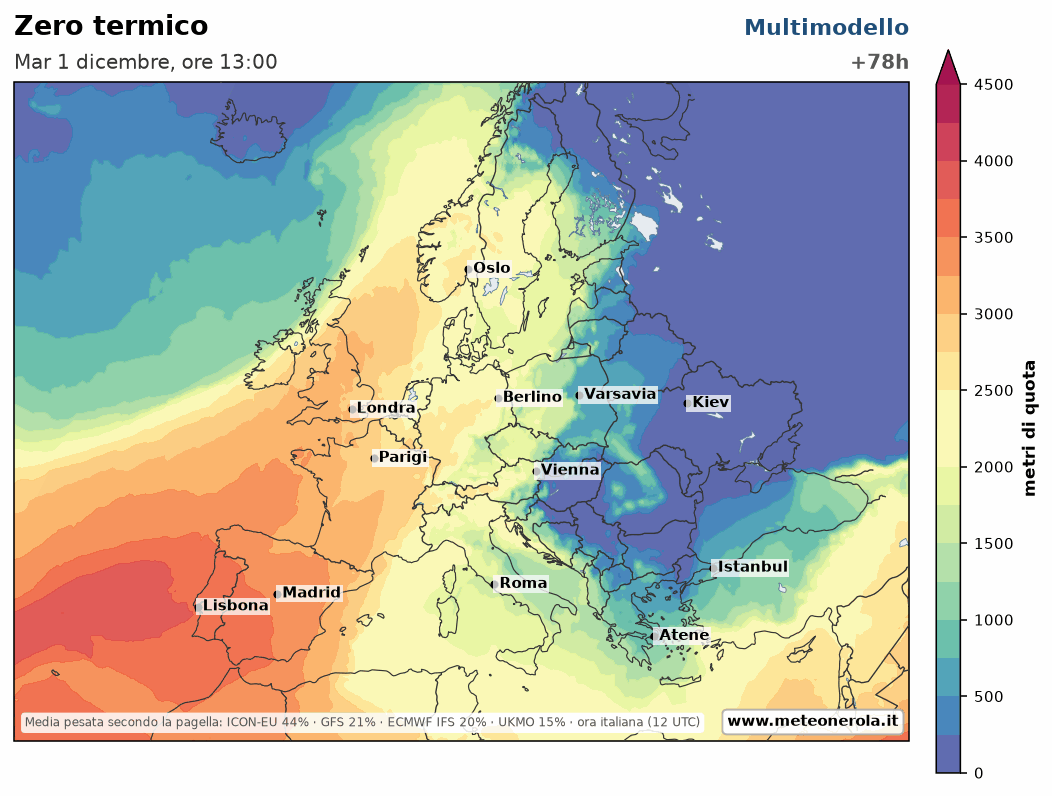 Zero termico
Multimodello
Mar 1 dicembre, ore 13:00
+78h
4500
4000
3500
3000
2500
2000
1500
1000
500
0
metri di quota
Oslo
Berlino
Varsavia
Kiev
Londra
Parigi
Vienna
Istanbul
Roma
Madrid
Lisbona
Atene
Media pesata secondo la pagella: ICON-EU 44% · GFS 21% · ECMWF IFS 20% · UKMO 15% · ora italiana (12 UTC)
www.meteonerola.it